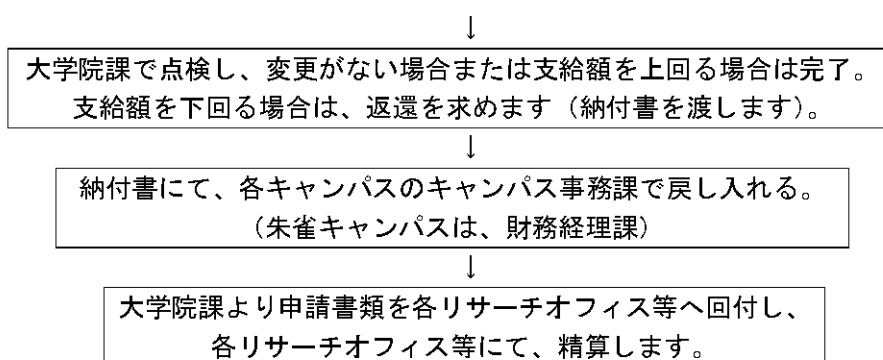 ↓
大学院課で点検し、変更がない場合または支給額を上回る場合は完了。
支給額を下回る場合は、返還を求めます（納付書を渡します）。
↓
納付書にて、各キャンパスのキャンパス事務課で戻し入れる。
（朱雀キャンパスは、財務経理課）
↓
大学院課より申請書類を各リサーチオフィス等へ回付し、
各リサーチオフィス等にて、精算します。